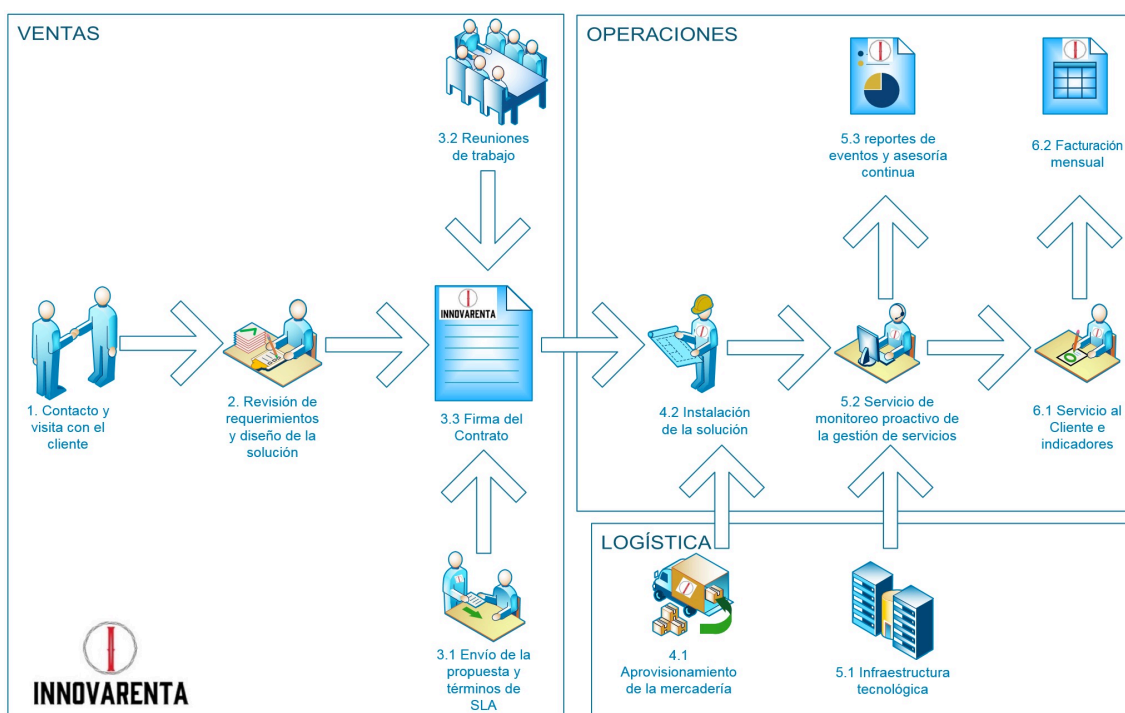 VENTAS
3.2 Reuniones
de trabajo
1. Contacto y
visita con el
cliente
2. Revisión de
requerimientos
y diseño de la
solución
INNOVARENTA
3.3 Firma del
Contrato
3.1 Envío de la
propuesta y
términos de
SLA
INNOVARENTA
OPERACIONES
5.3 reportes de
eventos y asesoría
continua
6.2 Facturación
mensual
4.2 Instalación
de la solución
5.2 Servicio de
monitoreo proactivo de
la gestión de servicios
6.1 Servicio al
Cliente e
indicadores
LOGÍSTICA
4.1
Aprovisionamiento
de la mercadería
5.1 Infraestructura
tecnológica